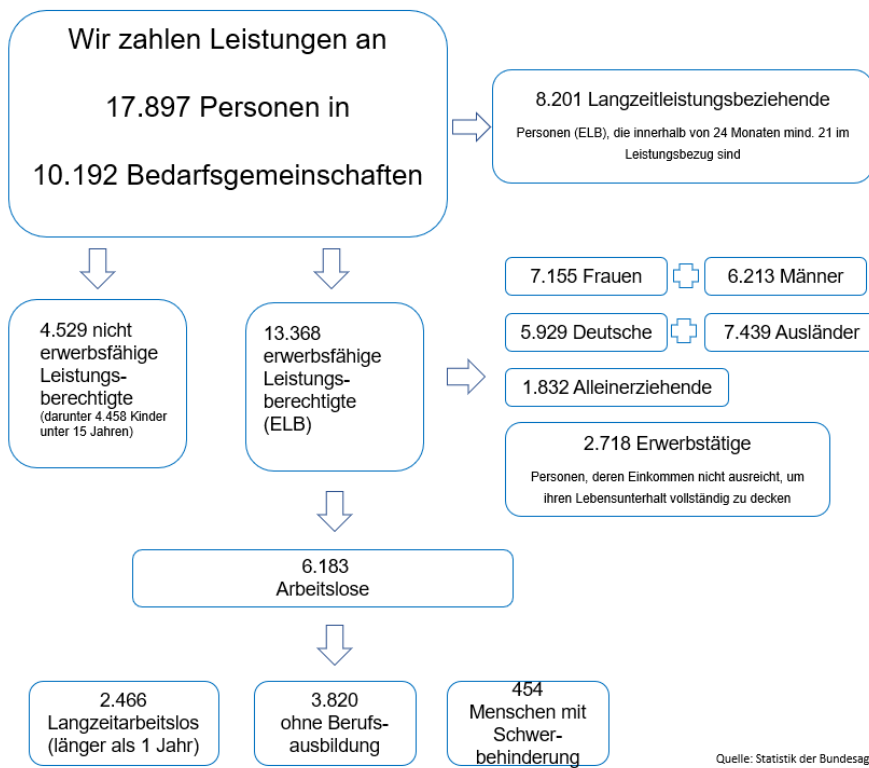 Wir zahlen Leistungen an
17.897 Personen in
10.192 Bedarfsgemeinschaften
8.201 Langzeitleistungsbeziehende
Personen (ELB), die innerhalb von 24 Monaten mind. 21 im
Leistungsbezug sind
4.529 nicht
erwerbsfähige
Leistungs-
berechtigte
(darunter 4.458 Kinder
unter 15 Jahren)
13.368
erwerbsfähige
Leistungs-
berechtigte
(ELB)
7.155 Frauen
6.213 Männer
5.929 Deutsche
7.439 Ausländer
1.832 Alleinerziehende
2.718 Erwerbstätige
Personen, deren Einkommen nicht ausreicht, um
ihren Lebensunterhalt vollständig zu decken
6.183
Arbeitslose
2.466
Langzeitarbeitslos
(länger als 1 Jahr)
3.820
ohne Berufs-
ausbildung
454
Menschen mit
Schwer-
behinderung
Quelle: Statistik der Bundesag